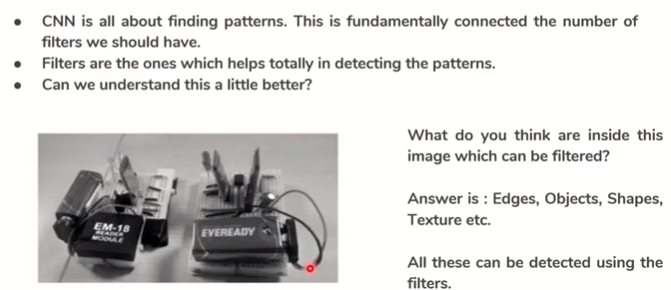 • CNN is all about finding patterns. This is fundamentally connected the number of
filters we should have.
• Filters are the ones which helps totally in detecting the patterns.
• Can we understand this a little better?
What do you think are inside this
image which can be filtered?
Answer is : Edges, Objects, Shapes,
Texture etc.
All these can be detected using the
filters.
EM-18
READER
MODULE
EVEREADY